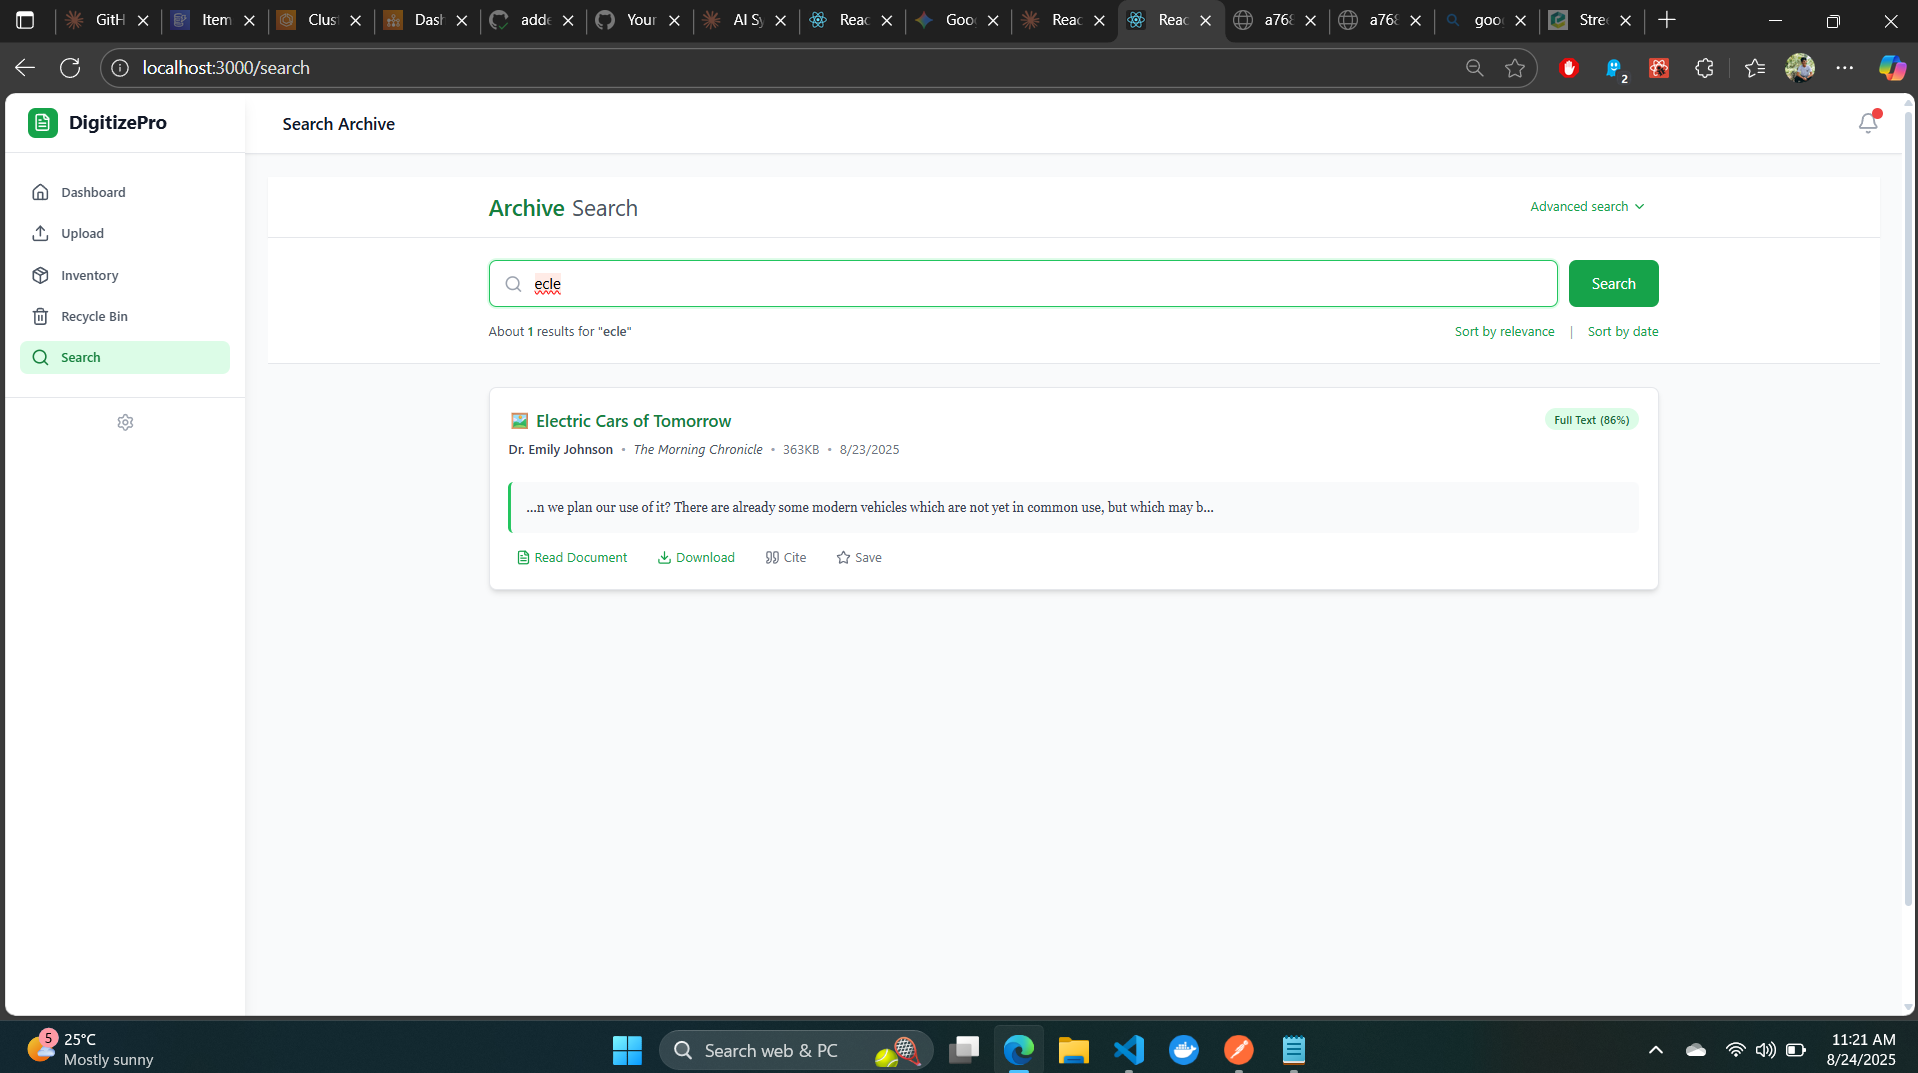 GitH
Item
Clus
Dash
adde
Your
AI Sy
Reac
Goo
Reac
Reac
a768
a768
goo
Stre
localhost:3000/search
2
DigitizePro
Search Archive
Dashboard
Upload
Inventory
Recycle Bin
Search
Archive Search
Advanced search
ecle
Search
About 1 results for "ecle"
Sort by relevance | Sort by date
Electric Cars of Tomorrow
Full Text (86%)
Dr. Emily Johnson • The Morning Chronicle • 363KB • 8/23/2025
...n we plan our use of it? There are already some modern vehicles which are not yet in common use, but which may b...
Read Document
Download
Cite
Save
5
25°C
Mostly sunny
Search web & PC
11:21 AM
8/24/2025